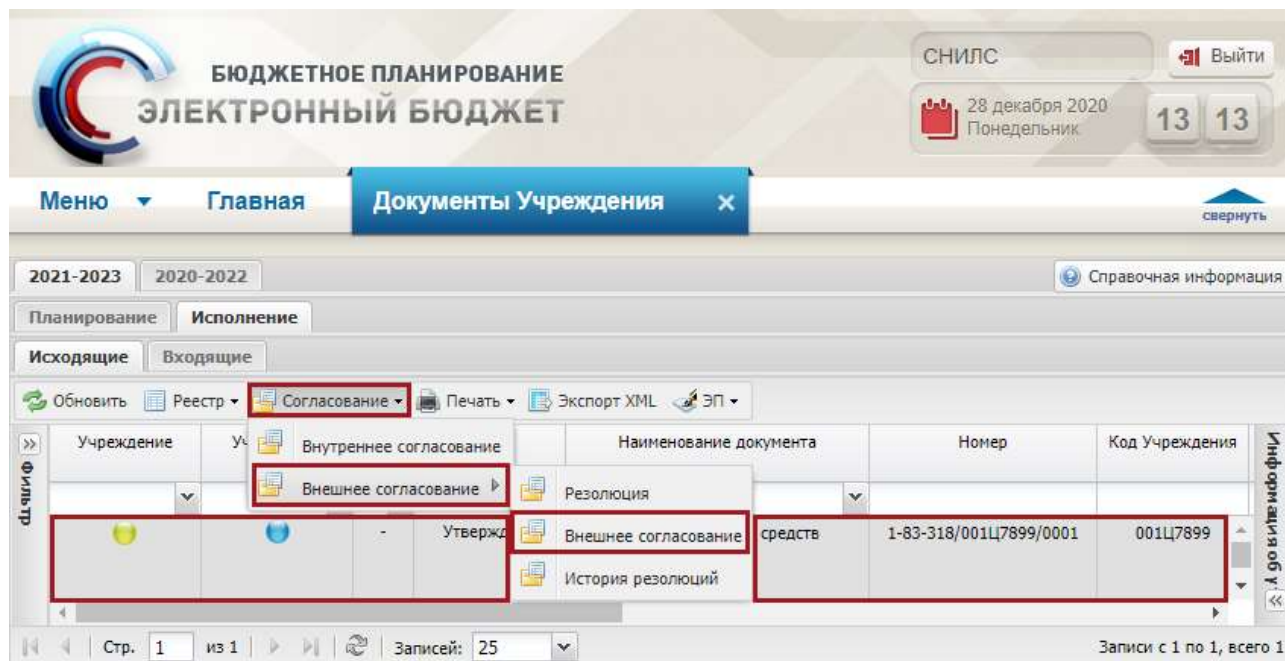 БЮДЖЕТНОЕ ПЛАНИРОВАНИЕ
ЭЛЕКТРОННЫЙ БЮДЖЕТ
СНИЛС
Выйти
28 декабря 2020
Понедельник
13 13
Меню Главная Документы Учреждения
свернуть
2021-2023 2020-2022 Справочная информация
Планирование Исполнение
Исходящие Входящие
Обновить Реестр Согласование Печать Экспорт XML ЭП
Учреждение Наименование документа Номер Код Учреждения
Внутреннее согласование
Внешнее согласование
Фильтр
Резолюция
- Утвержд Внешнее согласование средств 1-83-318/001Ц7899/0001 001Ц7899
История резолюций
Стр. 1 из 1 Записей: 25 Записи с 1 по 1, всего 1